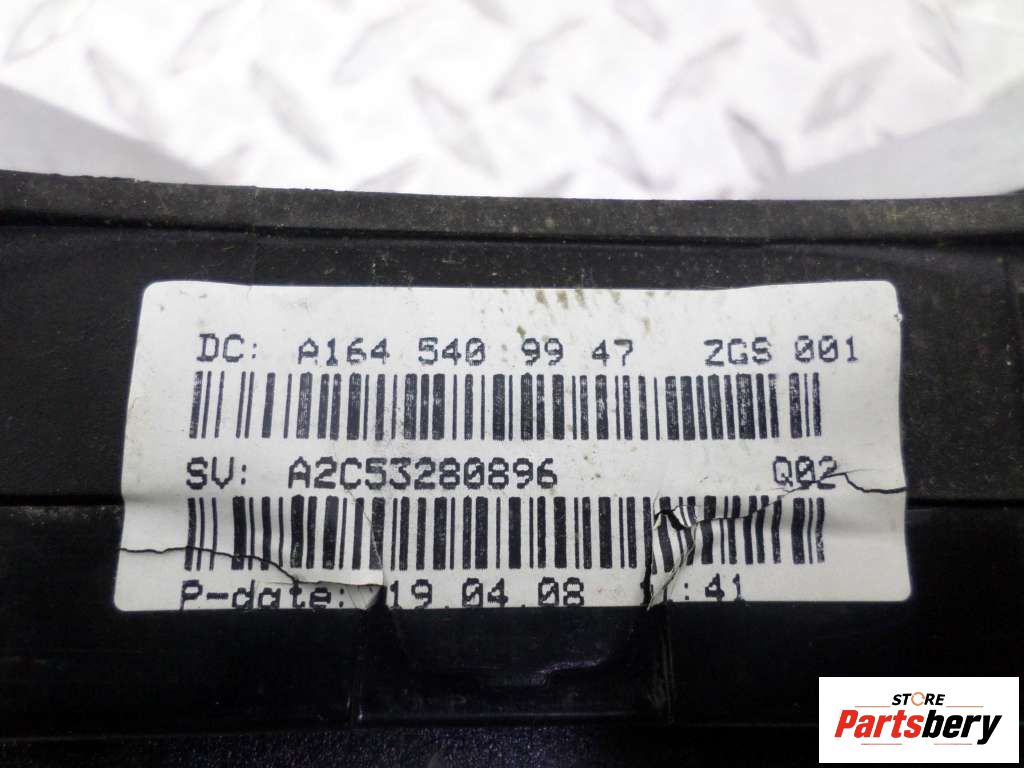 DC: A164 540 99 47 ZGS 001
SV: A2C53280896 Q02
P-date: 19.04.08 :41
STORE
Partsbery